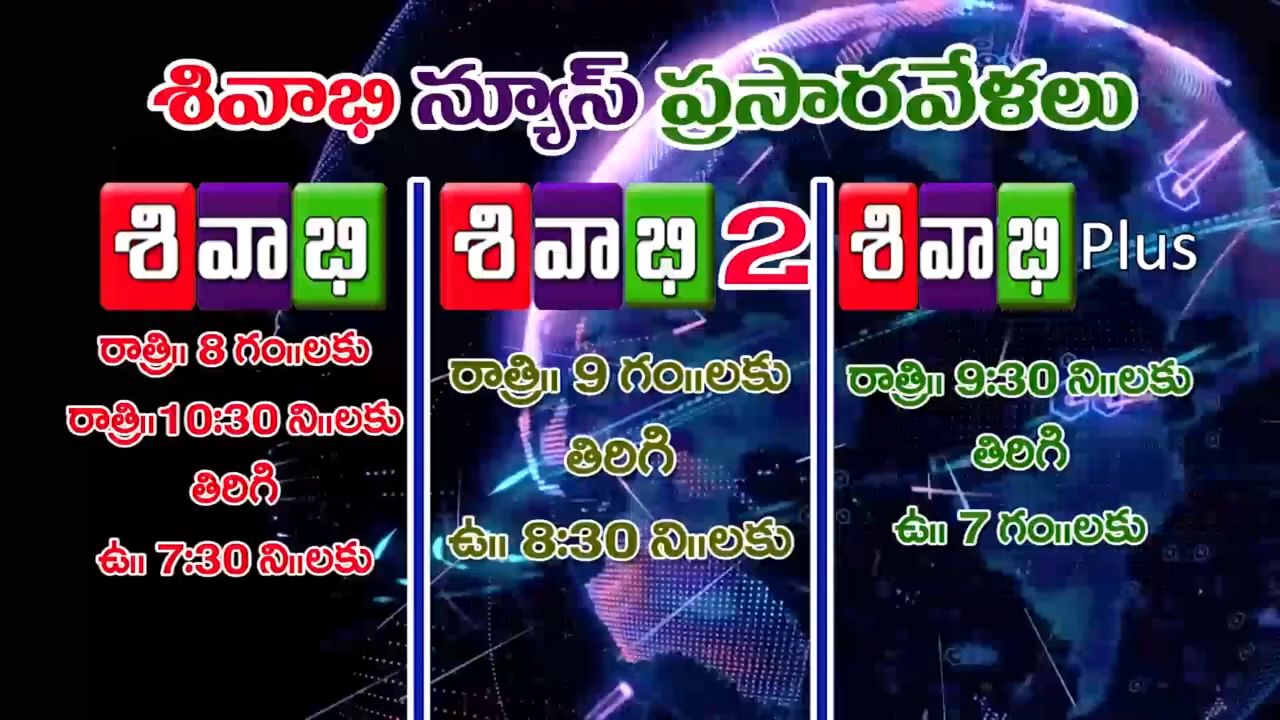 శివాభి న్యూస్ ప్రసారవేళలు
శివాభి
రాత్రి॥ 8 గం॥లకు
రాత్రి॥10:30 ని॥లకు
తిరిగి
ఉ॥ 7:30 ని॥లకు
శివాభి 2
రాత్రి॥ 9 గం॥లకు
తిరిగి
ఉ॥ 8:30 ని॥లకు
శివాభి Plus
రాత్రి॥ 9:30 ని॥లకు
తిరిగి
ఉ॥ 7 గం॥లకు